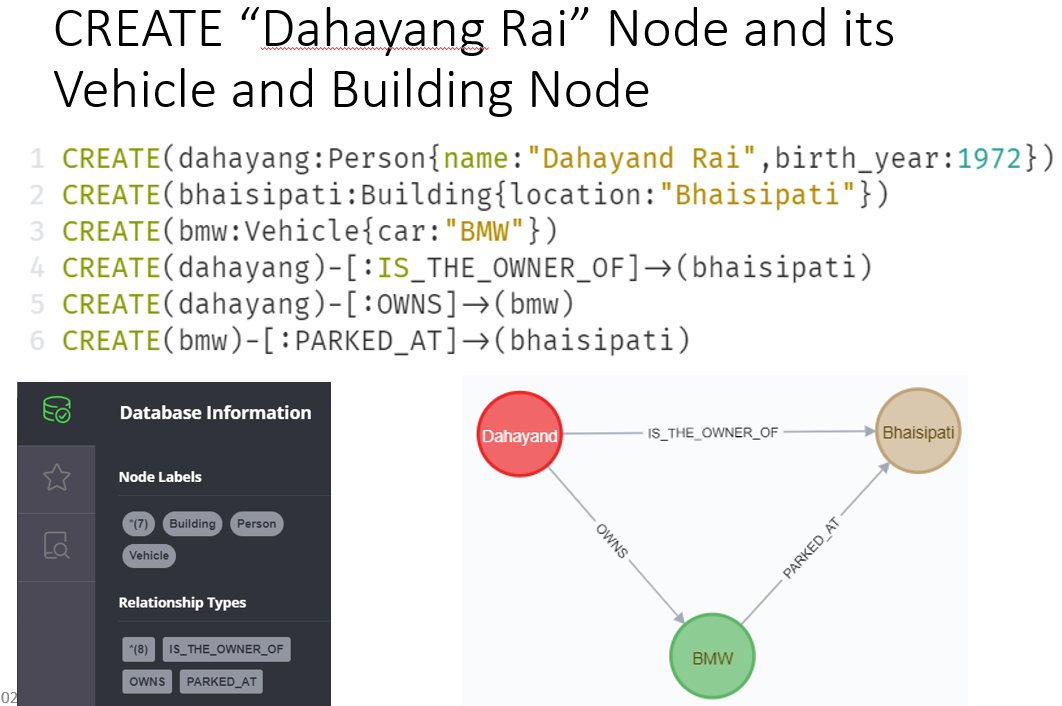 CREATE “Dahayang Rai” Node and its
Vehicle and Building Node
1 CREATE(dahayang:Person{name:"Dahayand Rai",birth_year:1972})
2 CREATE(bhaisipati:Building{location:"Bhaisipati"})
3 CREATE(bmw:Vehicle{car:"BMW"})
4 CREATE(dahayang)-[:IS_THE_OWNER_OF]->(bhaisipati)
5 CREATE(dahayang)-[:OWNS]->(bmw)
6 CREATE(bmw)-[:PARKED_AT]->(bhaisipati)
Database Information
Node Labels
*(7) Building Person
Vehicle
Relationship Types
*(8) IS_THE_OWNER_OF
OWNS PARKED_AT
Dahayand
IS_THE_OWNER_OF
Bhaisipati
OWNS
PARKED_AT
BMW
02